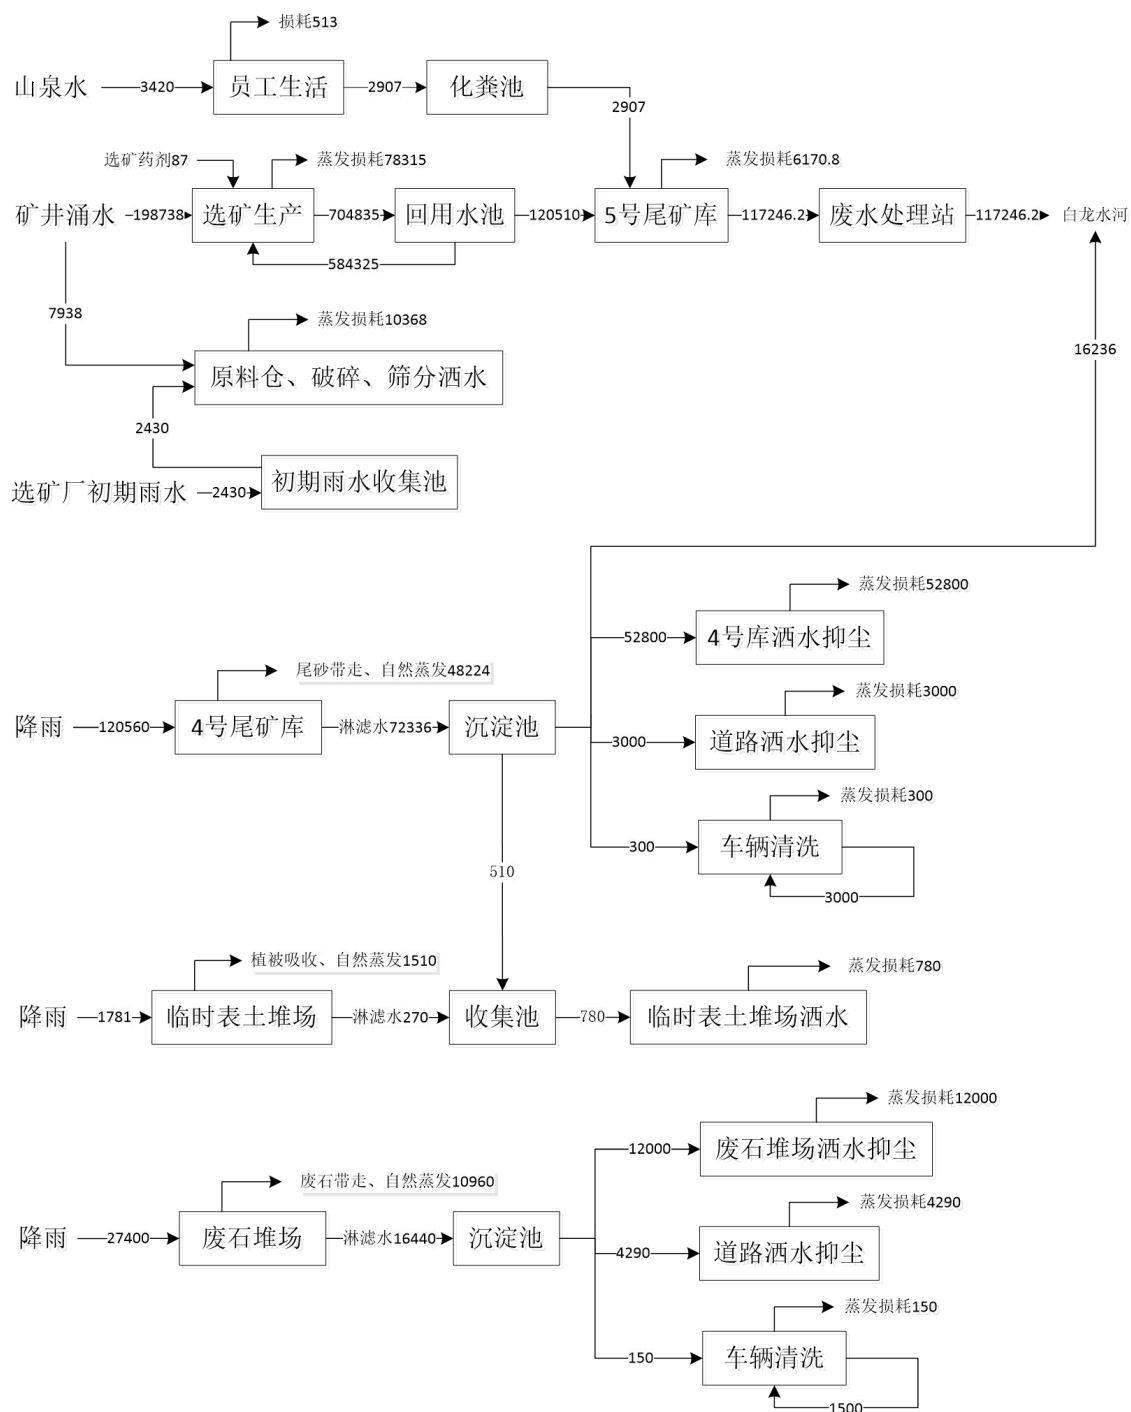 损耗513
山泉水
3420
员工生活
2907
化粪池
2907
选矿药剂87
蒸发损耗78315
蒸发损耗6170.8
矿井涌水
198738
选矿生产
704835
回用水池
120510
5号尾矿库
117246.2
废水处理站
117246.2
白龙水河
584325
7938
蒸发损耗10368
16236
原料仓、破碎、筛分洒水
2430
选矿厂初期雨水
2430
初期雨水收集池
蒸发损耗52800
52800
4号库洒水抑尘
尾砂带走、自然蒸发48224
蒸发损耗3000
降雨
120560
4号尾矿库
淋滤水72336
沉淀池
3000
道路洒水抑尘
蒸发损耗300
300
车辆清洗
510
3000
植被吸收、自然蒸发1510
蒸发损耗780
降雨
1781
临时表土堆场
淋滤水270
收集池
780
临时表土堆场洒水
蒸发损耗12000
12000
废石堆场洒水抑尘
废石带走、自然蒸发10960
蒸发损耗4290
降雨
27400
废石堆场
淋滤水16440
沉淀池
4290
道路洒水抑尘
蒸发损耗150
150
车辆清洗
1500